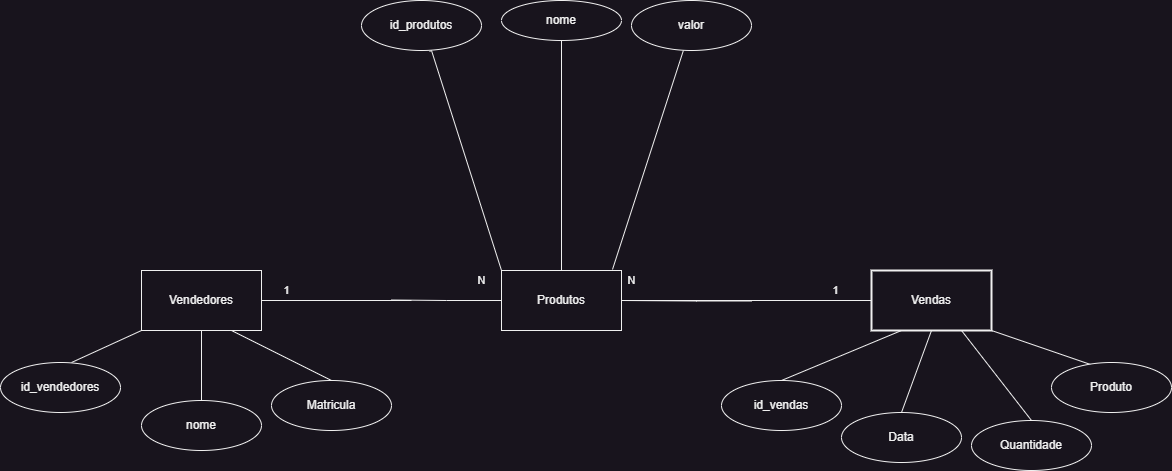 id_produtos
nome
valor
N
N
1
1
Vendedores
Produtos
Vendas
id_vendedores
nome
Matricula
id_vendas
Data
Quantidade
Produto